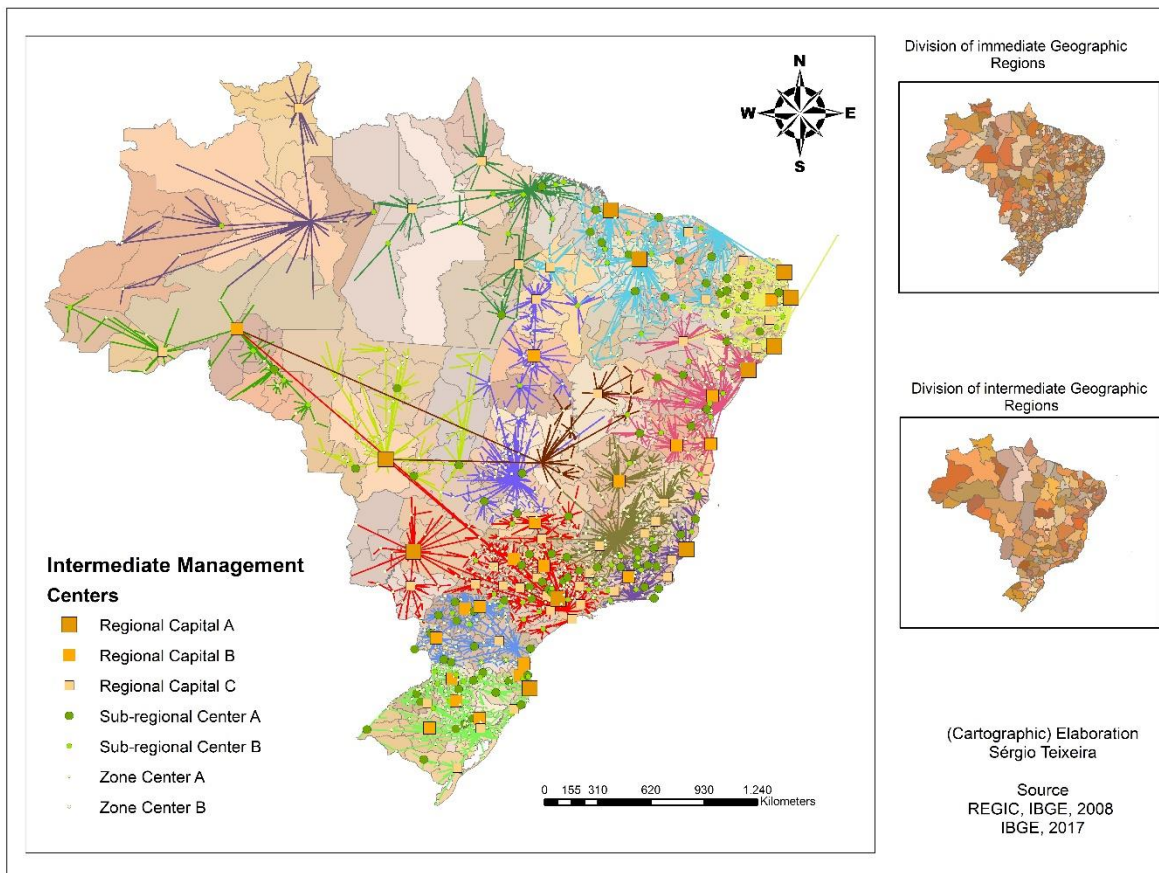 N
W
E
S
Intermediate Management
Centers
Regional Capital A
Regional Capital B
Regional Capital C
Sub-regional Center A
Sub-regional Center B
Zone Center A
Zone Center B
0 155 310 620 930 1.240
Kilometers
Division of immediate Geographic
Regions
Division of intermediate Geographic
Regions
(Cartographic) Elaboration
Sérgio Teixeira
Source
REGIC, IBGE, 2008
IBGE, 2017